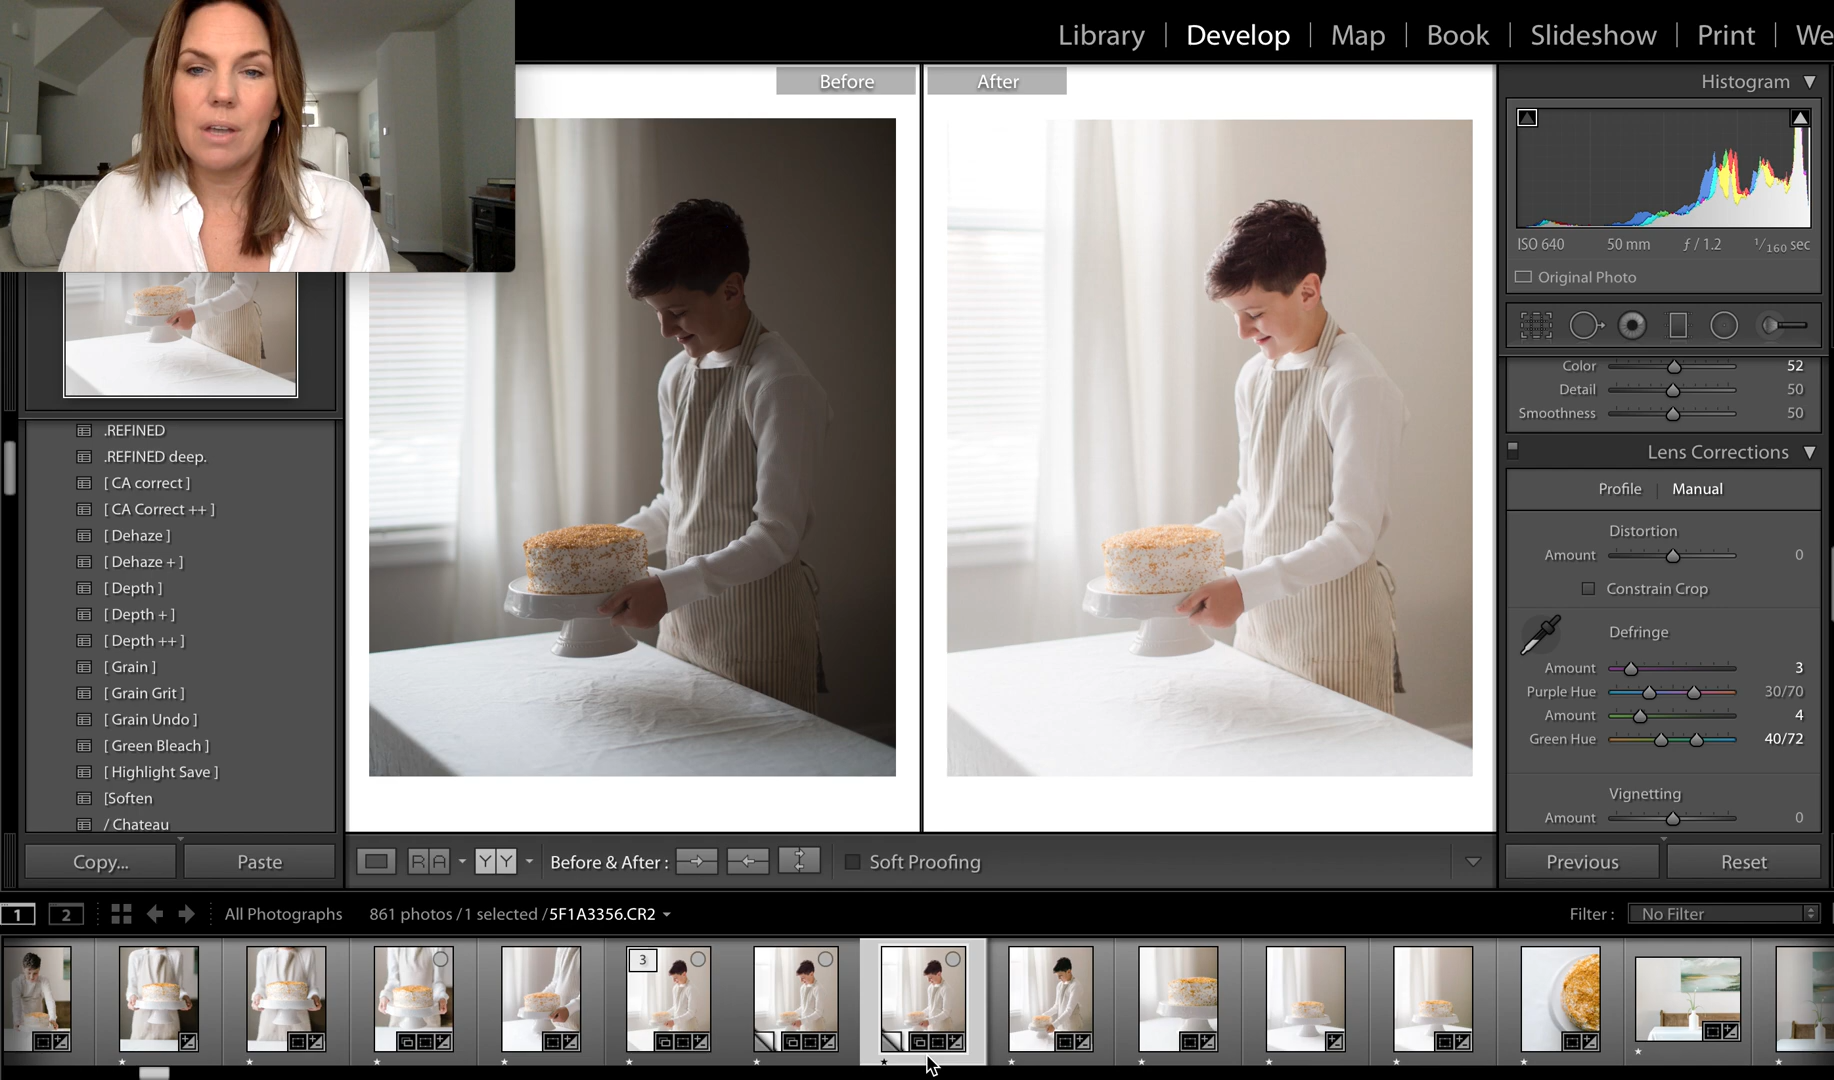 Library | Develop | Map | Book | Slideshow | Print | We
Before
After
Histogram
ISO 640 50 mm ƒ / 1.2 1/160 sec
Original Photo
Color 52
Detail 50
Smoothness 50
Lens Corrections
Profile | Manual
Distortion
Amount 0
Constrain Crop
Defringe
Amount 3
Purple Hue 30/70
Amount 4
Green Hue 40/72
Vignetting
Amount 0
Previous
Reset
.REFINED
.REFINED deep.
[ CA correct ]
[ CA Correct ++ ]
[ Dehaze ]
[ Dehaze + ]
[ Depth ]
[ Depth + ]
[ Depth ++ ]
[ Grain ]
[ Grain Grit ]
[ Grain Undo ]
[ Green Bleach ]
[ Highlight Save ]
[Soften
/ Chateau
Copy...
Paste
R A
Y Y
Before & After :
Soft Proofing
1
2
All Photographs
861 photos / 1 selected / 5F1A3356.CR2
Filter :
No Filter
3